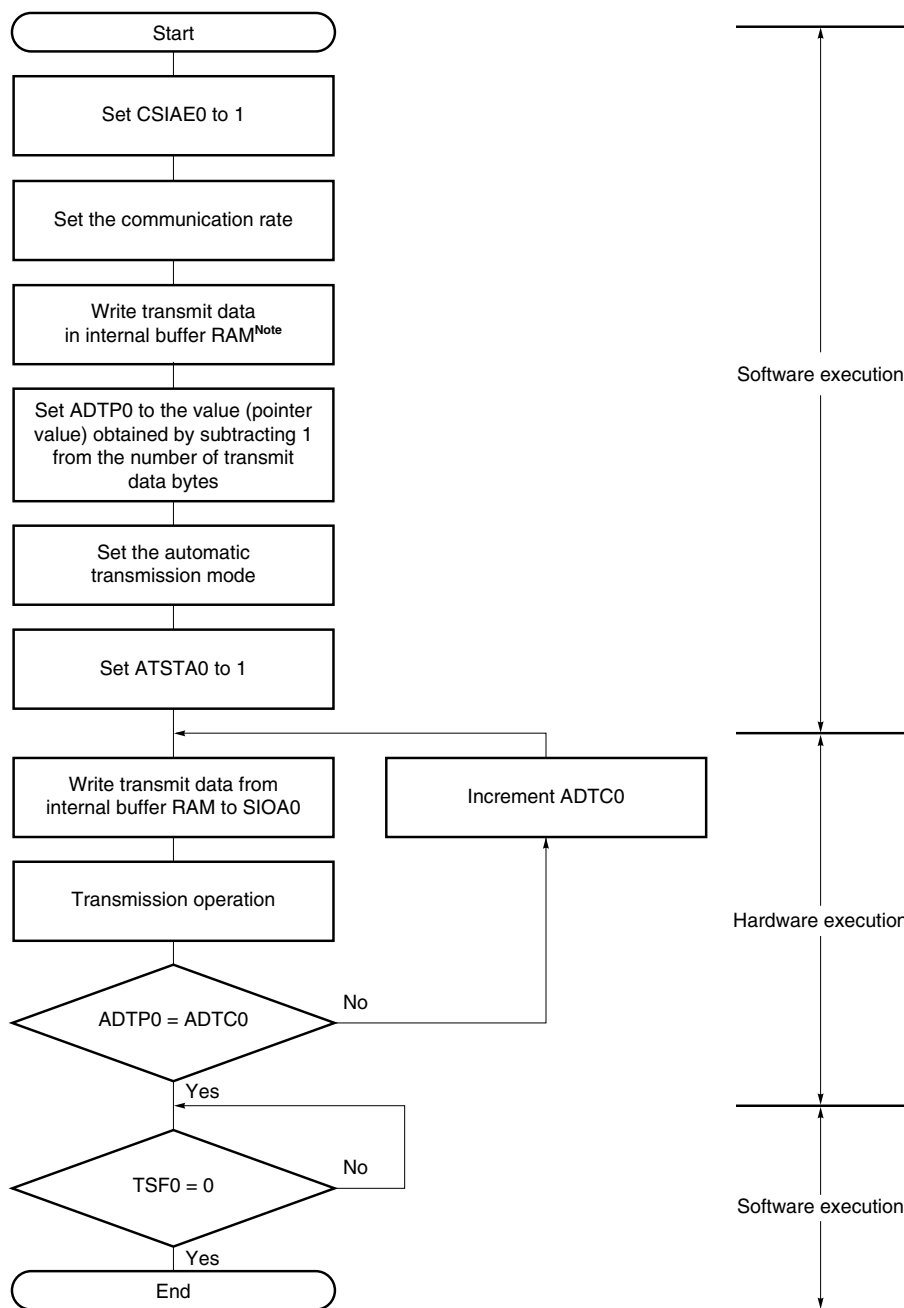 Start
Set CSIAE0 to 1
Set the communication rate
Write transmit data
in internal buffer RAMNote
Software execution
Set ADTP0 to the value (pointer
value) obtained by subtracting 1
from the number of transmit
data bytes
Set the automatic
transmission mode
Set ATSTA0 to 1
Write transmit data from
internal buffer RAM to SIOA0
Increment ADTC0
Transmission operation
Hardware execution
ADTP0 = ADTC0
No
Yes
TSF0 = 0
No
Software execution
Yes
End